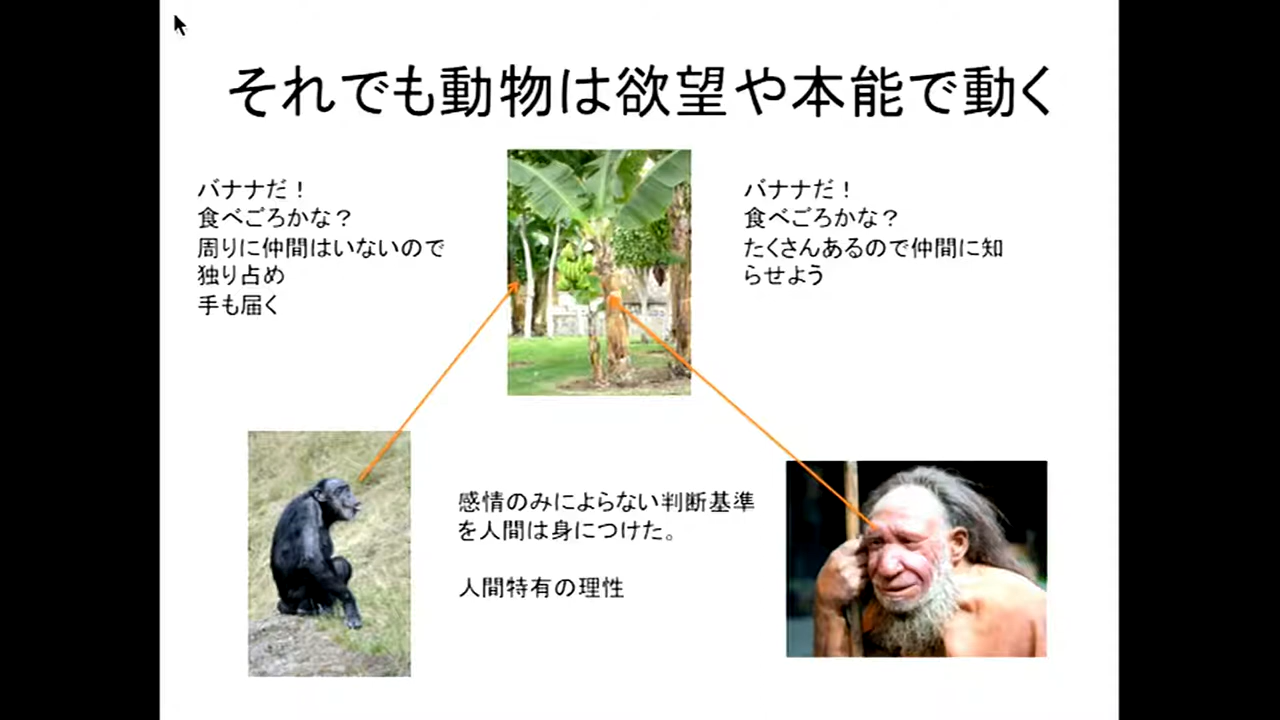 それでも動物は欲望や本能で動く
バナナだ！
食べごろかな？
周りに仲間はいないので
独り占め
手も届く
バナナだ！
食べごろかな？
たくさんあるので仲間に知
らせよう
感情のみによらない判断基準
を人間は身につけた。
人間特有の理性